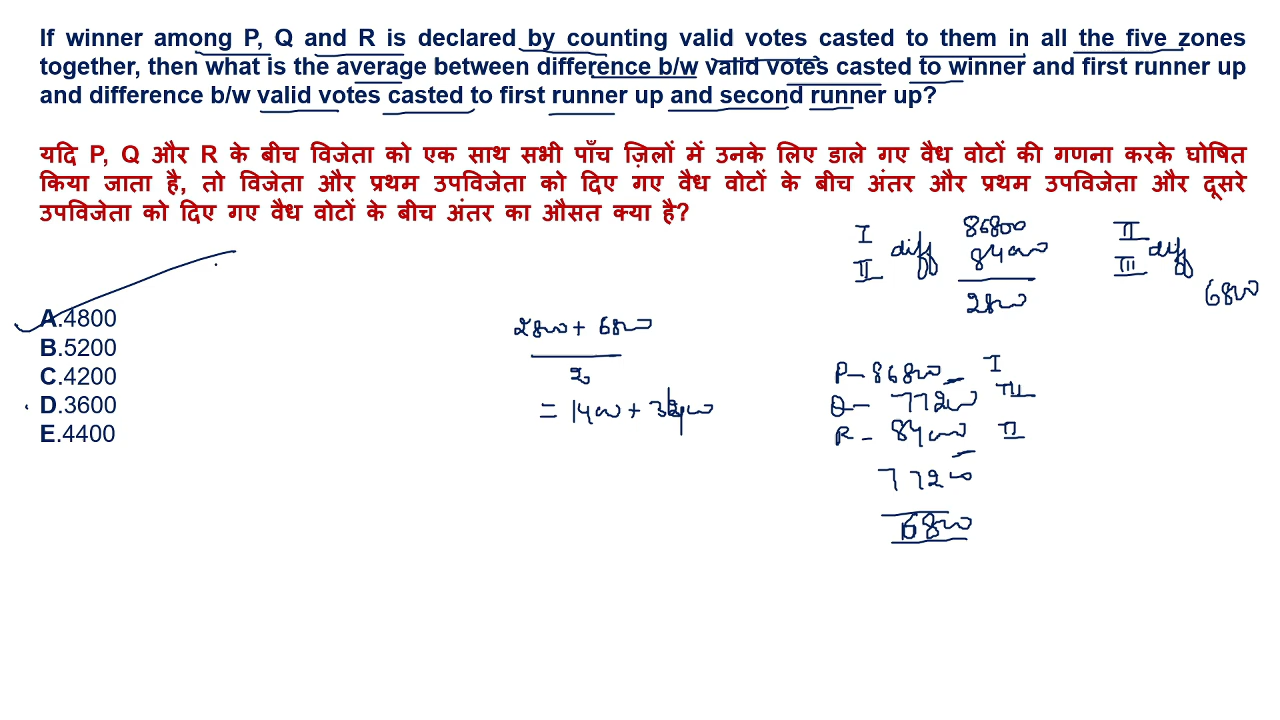 If winner among P, Q and R is declared by counting valid votes casted to them in all the five zones
together, then what is the average between difference b/w valid votes casted to winner and first runner up
and difference b/w valid votes casted to first runner up and second runner up?
यदि P, Q और R के बीच विजेता को एक साथ सभी पाँच ज़िलों में उनके लिए डाले गए वैध वोटों की गणना करके घोषित
किया जाता है, तो विजेता और प्रथम उपविजेता को दिए गए वैध वोटों के बीच अंतर और प्रथम उपविजेता और दूसरे
उपविजेता को दिए गए वैध वोटों के बीच अंतर का औसत क्या है?
I diff 86800
II 84000
2800
II diff
III
6800
A.4800
B.5200
C.4200
D.3600
E.4400
2800 + 6800
2
= 1400 +
P- 86800 I
Q- 77200 III
R - 84000 II
77200
6800